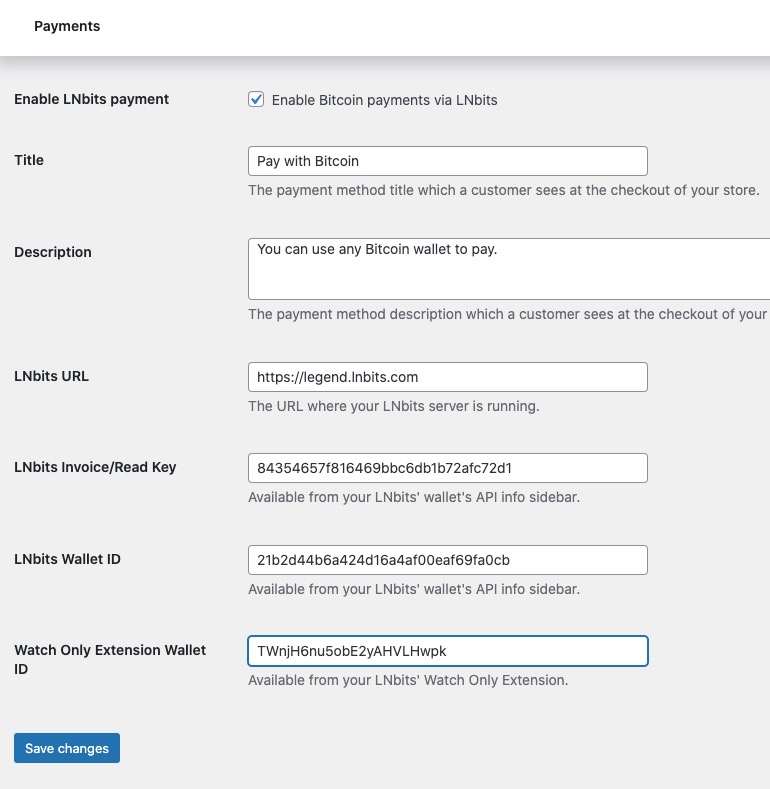 Payments
Enable LNbits payment
Enable Bitcoin payments via LNbits
Title
Pay with Bitcoin
The payment method title which a customer sees at the checkout of your store.
Description
You can use any Bitcoin wallet to pay.
The payment method description which a customer sees at the checkout of your
LNbits URL
https://legend.lnbits.com
The URL where your LNbits server is running.
LNbits Invoice/Read Key
84354657f816469bbc6db1b72afc72d1
Available from your LNbits' wallet's API info sidebar.
LNbits Wallet ID
21b2d44b6a424d16a4af00eaf69fa0cb
Available from your LNbits' wallet's API info sidebar.
Watch Only Extension Wallet
ID
TWnjH6nu5obE2yAHVLHwpk
Available from your LNbits' Watch Only Extension.
Save changes